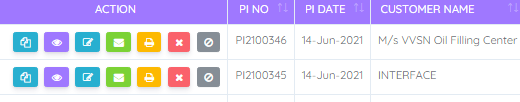 ACTION PI NO PI DATE CUSTOMER NAME
PI2100346 14-Jun-2021 M/s VVSN Oil Filling Center
PI2100345 14-Jun-2021 INTERFACE